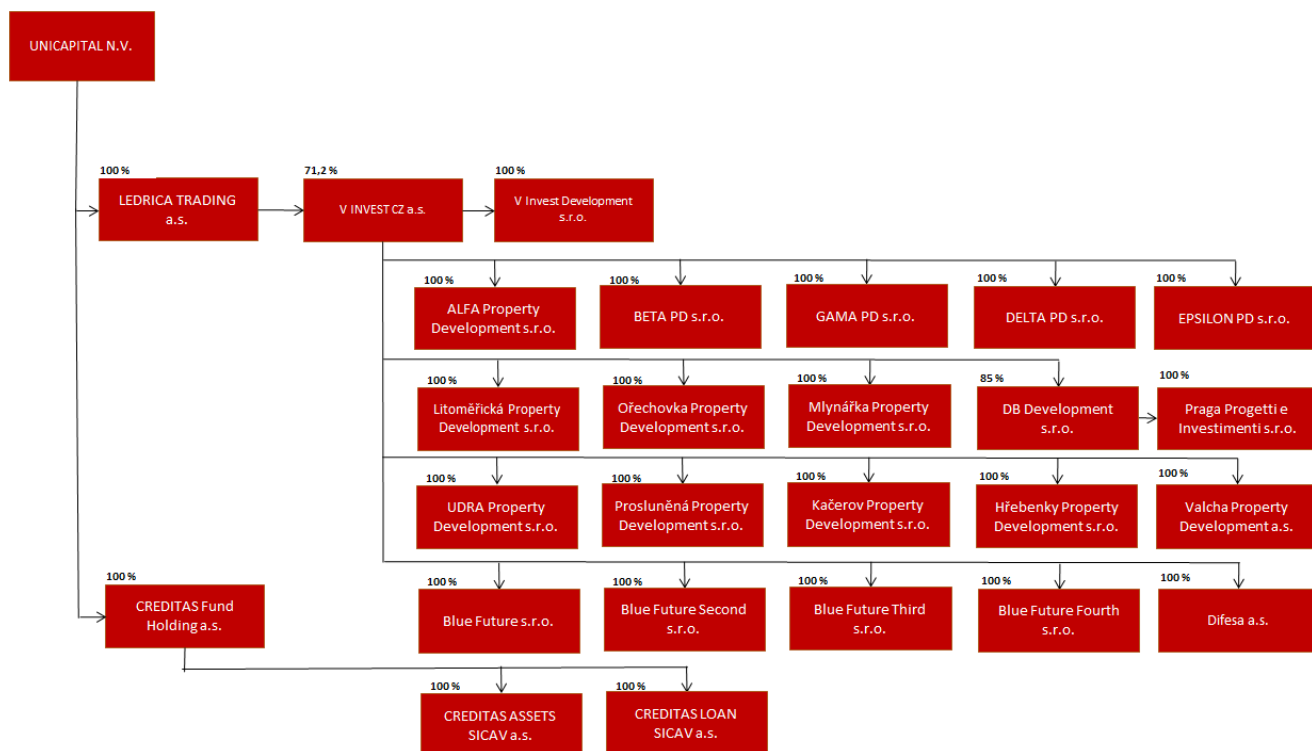 UNICAPITAL N.V.
100 %
LEDRICA TRADING
a.s.
71,2 %
V INVEST CZ a.s.
100 %
V Invest Development
s.r.o.
100 %
ALFA Property
Development s.r.o.
100 %
BETA PD s.r.o.
100 %
GAMA PD s.r.o.
100 %
DELTA PD s.r.o.
100 %
EPSILON PD s.r.o.
100 %
Litoměřická Property
Development s.r.o.
100 %
Ořechovka Property
Development s.r.o.
100 %
Mlynářka Property
Development s.r.o.
85 %
DB Development
s.r.o.
100 %
Praga Progetti e
Investimenti s.r.o.
100 %
UDRA Property
Development s.r.o.
100 %
Prosluněná Property
Development s.r.o.
100 %
Kačerov Property
Development s.r.o.
100 %
Hřebenky Property
Development s.r.o.
100 %
Valcha Property
Development a.s.
100 %
CREDITAS Fund
Holding a.s.
100 %
Blue Future s.r.o.
100 %
Blue Future Second
s.r.o.
100 %
Blue Future Third
s.r.o.
100 %
Blue Future Fourth
s.r.o.
100 %
Difesa a.s.
100 %
CREDITAS ASSETS
SICAV a.s.
100 %
CREDITAS LOAN
SICAV a.s.